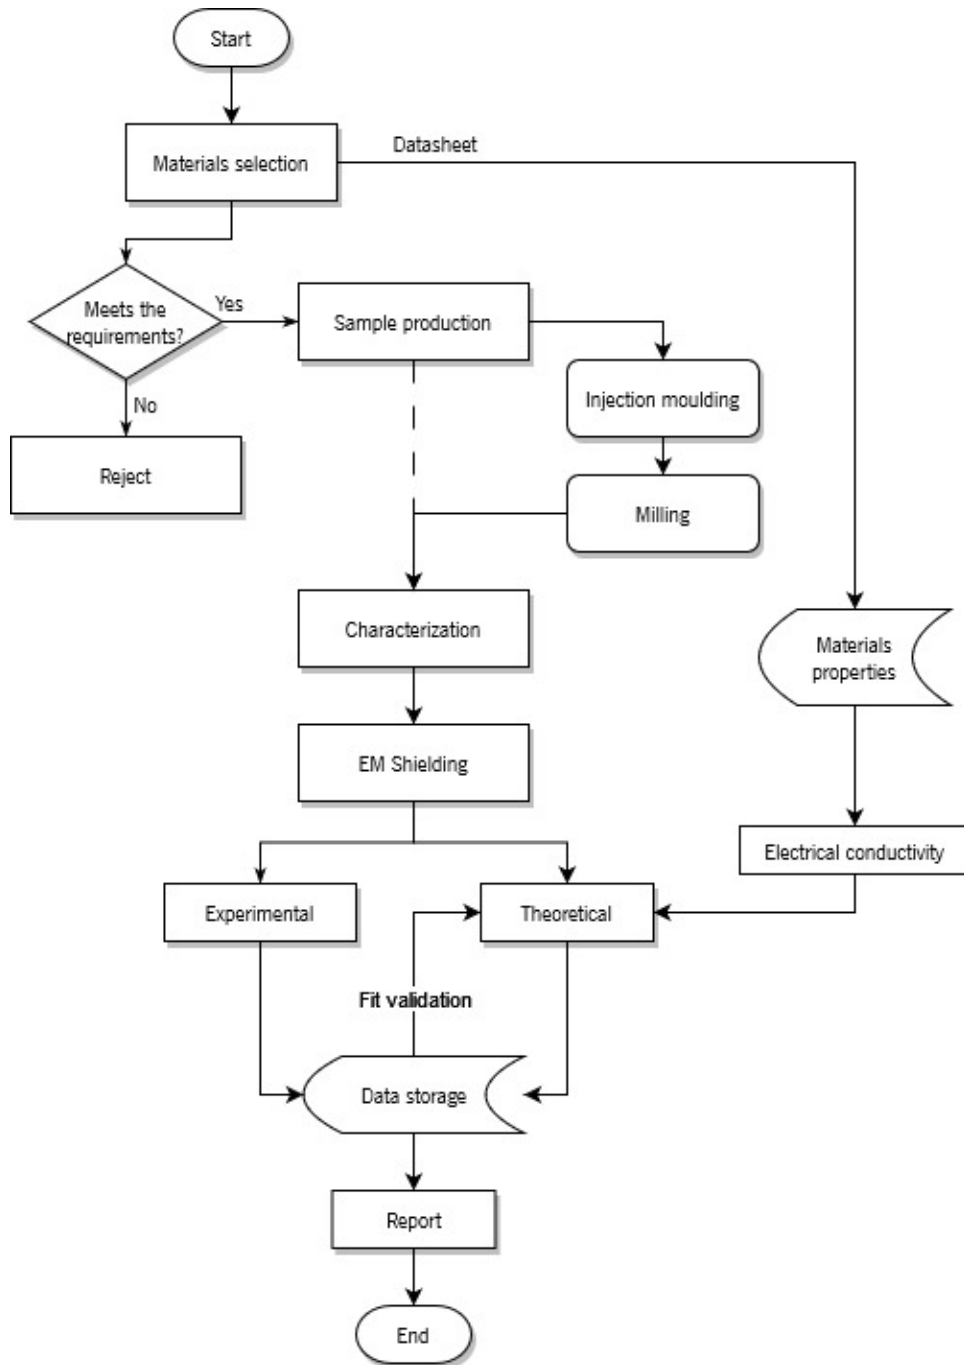 Start
Materials selection
Datasheet
Meets the
requirements?
Yes
Sample production
No
Injection moulding
Reject
Milling
Characterization
Materials
properties
EM Shielding
Electrical conductivity
Experimental
Theoretical
Fit validation
Data storage
Report
End